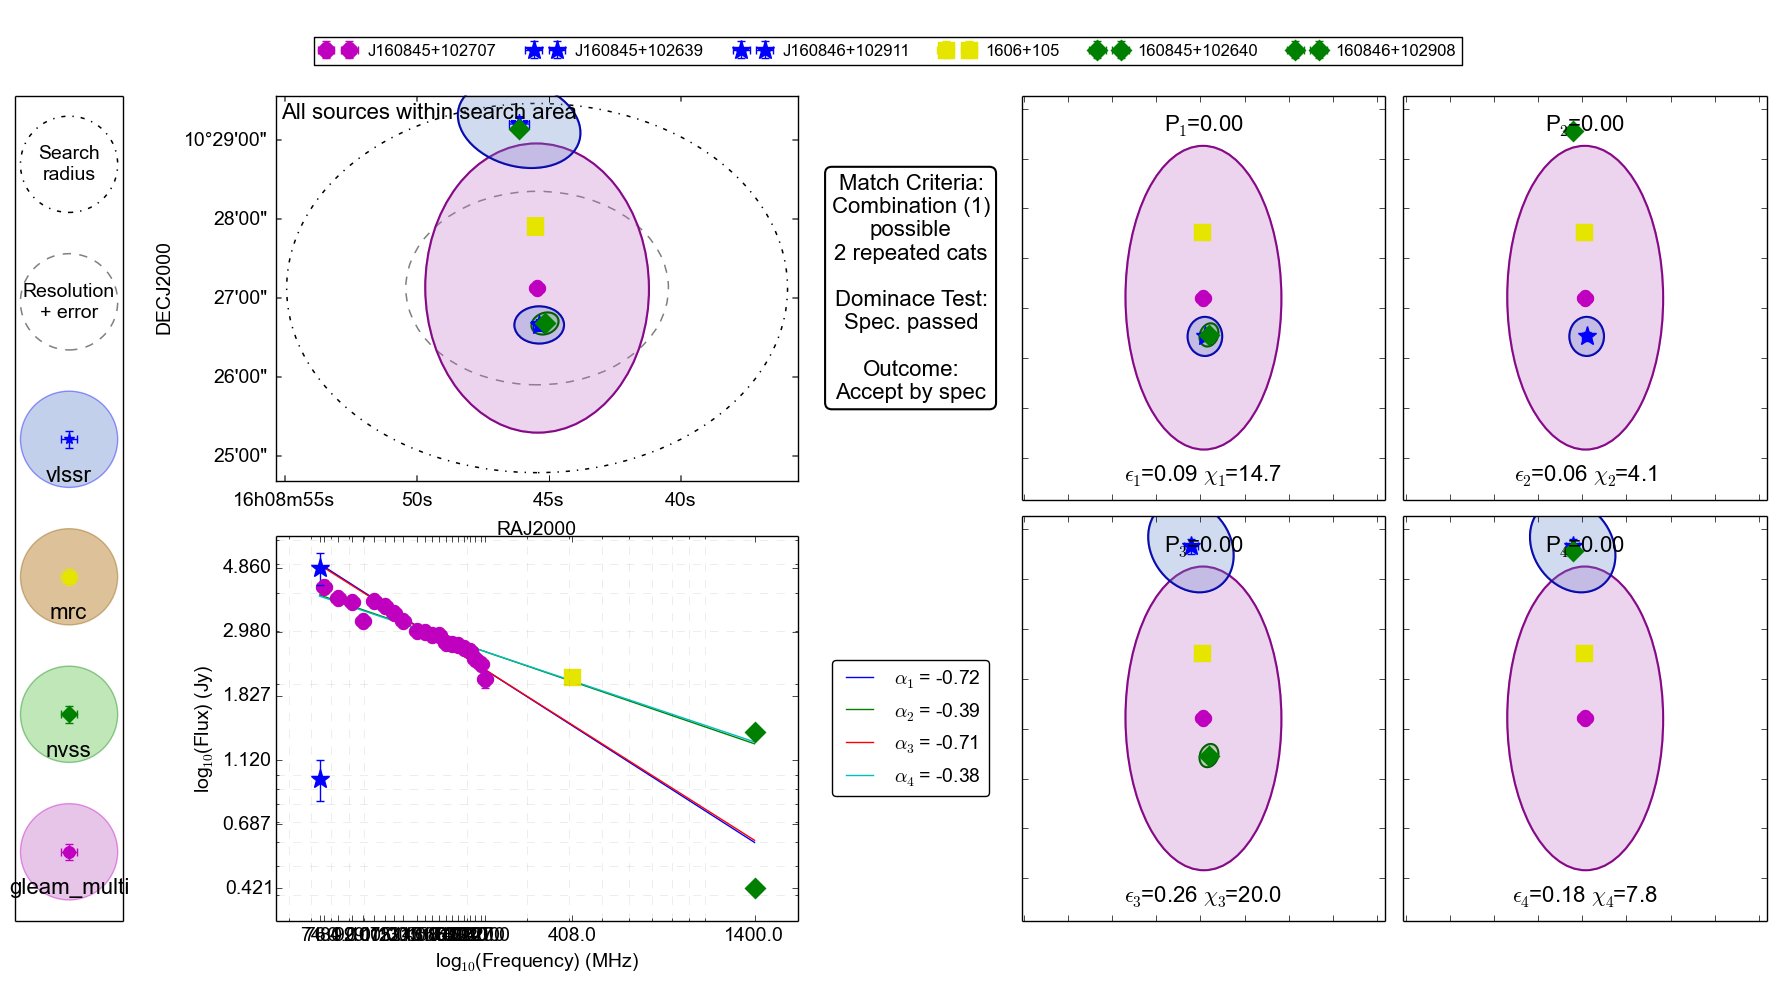 J160845+102707 J160845+102639 J160846+102911 1606+105 160845+102640 160846+102908
Search
radius
Resolution
+ error
vlssr
mrc
nvss
gleam_multi
All sources within search area
DECJ2000
10°29'00"
28'00"
27'00"
26'00"
25'00"
16h08m55s 50s 45s 40s
RAJ2000
Match Criteria:
Combination (1)
possible
2 repeated cats
Dominace Test:
Spec. passed
Outcome:
Accept by spec
P1=0.00
ϵ1=0.09 χ1=14.7
P2=0.00
ϵ2=0.06 χ2=4.1
P3=0.00
ϵ3=0.26 χ3=20.0
P4=0.00
ϵ4=0.18 χ4=7.8
log10(Flux) (Jy)
4.860
2.980
1.827
1.120
0.687
0.421
408.0 1400.0
log10(Frequency) (MHz)
α1 = -0.72
α2 = -0.39
α3 = -0.71
α4 = -0.38